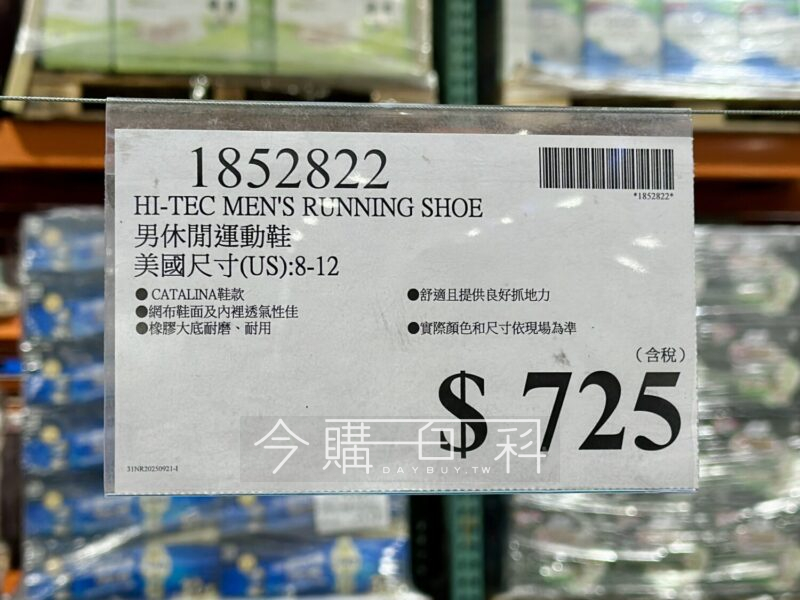 1852822
*1852822*
HI-TEC MEN'S RUNNING SHOE
男休閒運動鞋
美國尺寸(US):8-12
●CATALINA鞋款
●網布鞋面及內裡透氣性佳
●橡膠大底耐磨、耐用
●舒適且提供良好抓地力
●實際顏色和尺寸依現場為準
(含稅)
$ 725
今購百科
DAYBUY.TW
31NR20250921-I